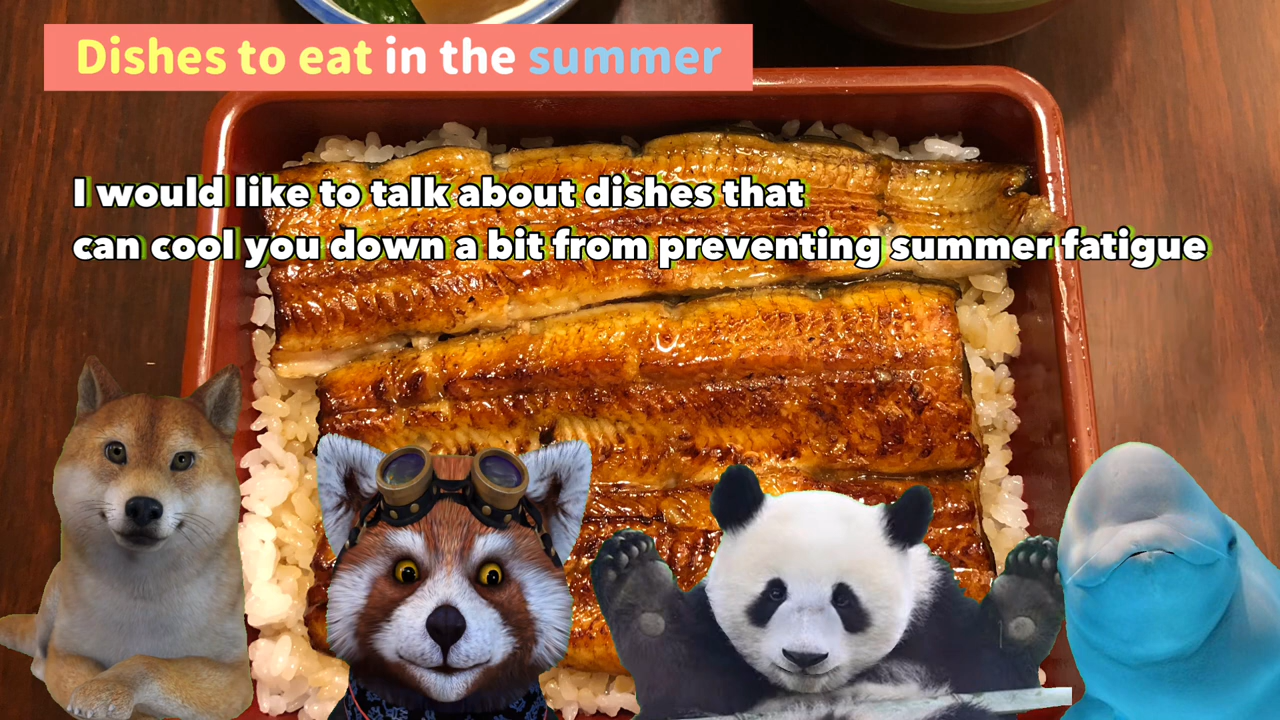 Dishes to eat in the summer
I would like to talk about dishes that
can cool you down a bit from preventing summer fatigue